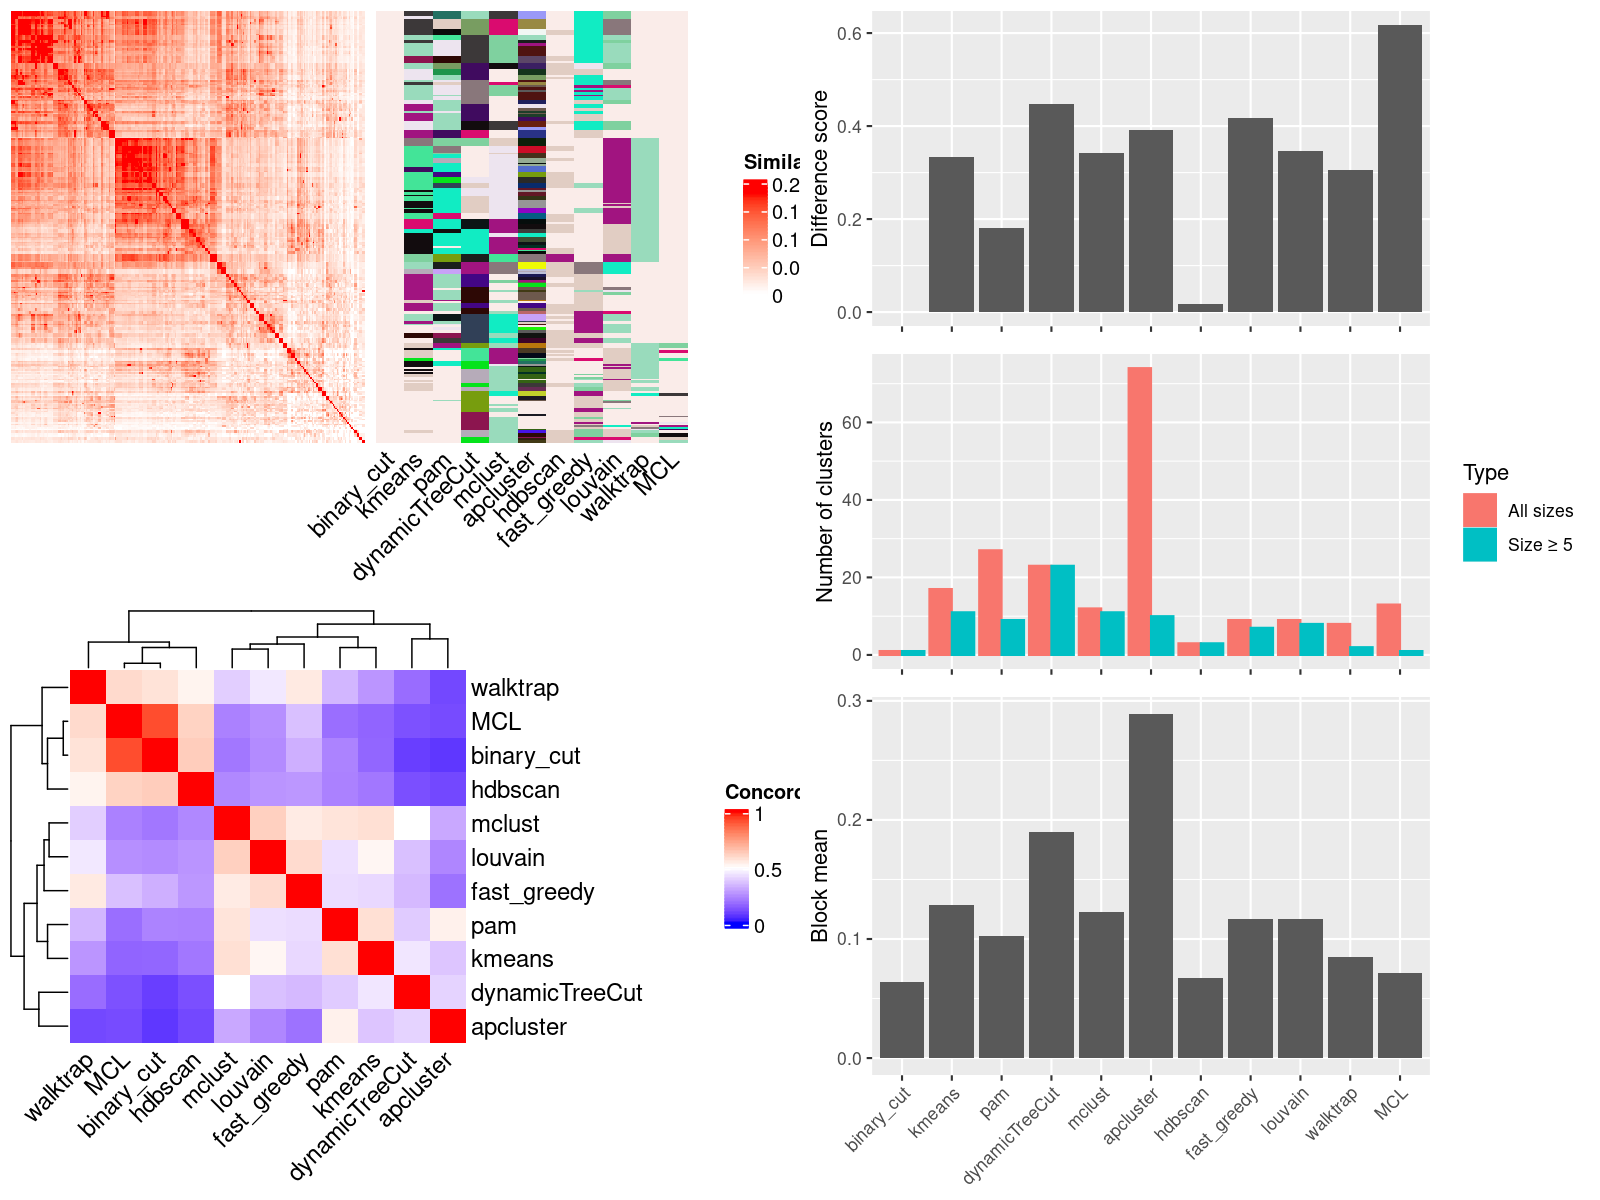 Simila
0.2
0.1
0.1
0.0
0
binary_cut
kmeans
pam
dynamicTreeCut
mclust
apcluster
hdbscan
fast_greedy
louvain
walktrap
MCL
walktrap
MCL
binary_cut
hdbscan
mclust
louvain
fast_greedy
pam
kmeans
dynamicTreeCut
apcluster
walktrap
MCL
binary_cut
hdbscan
mclust
louvain
fast_greedy
pam
kmeans
dynamicTreeCut
apcluster
Concord
1
0.5
0
Difference score
0.6
0.4
0.2
0.0
Number of clusters
60
40
20
0
Type
All sizes
Size ≥ 5
Block mean
0.3
0.2
0.1
0.0
binary_cut
kmeans
pam
dynamicTreeCut
mclust
apcluster
hdbscan
fast_greedy
louvain
walktrap
MCL